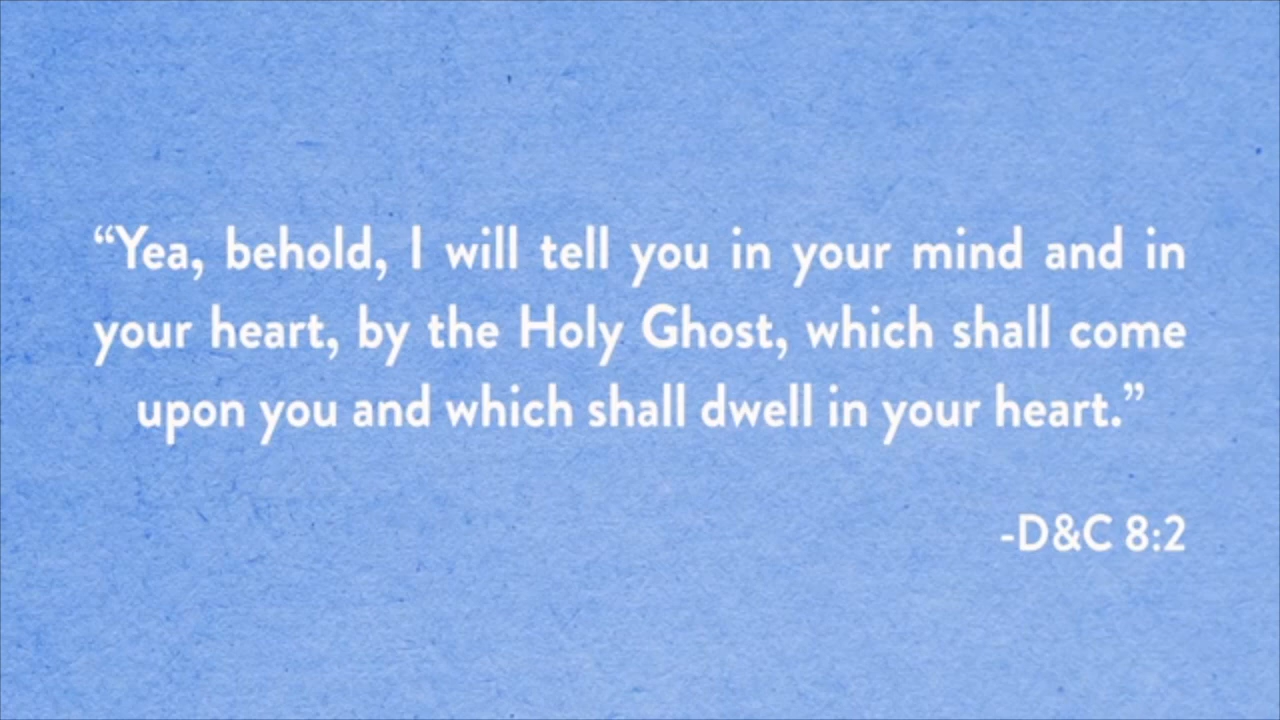 “Yea, behold, I will tell you in your mind and in
your heart, by the Holy Ghost, which shall come
upon you and which shall dwell in your heart.”
-D&C 8:2